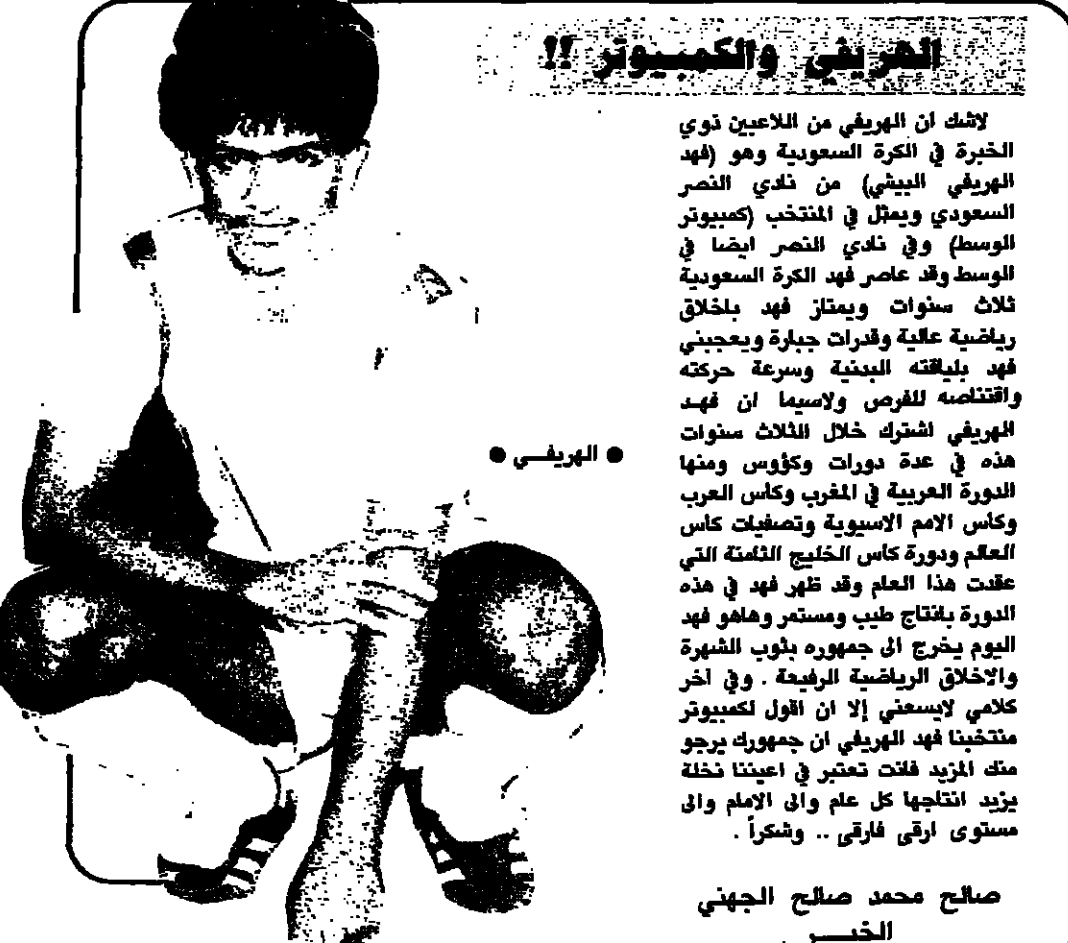 الهريفي والكمبيوتر !!
لاشك ان الهريفي من اللاعبين ذوي
الخبرة في الكرة السعودية وهو (فهد
الهريفي البيشي) من نادي النصر
السعودي ويمثل في المنتخب (كمبيوتر
الوسط) وفي نادي النصر ايضا في
الوسط وقد عاصر فهد الكرة السعودية
ثلاث سنوات ويمتاز فهد باخلاق
رياضية عالية وقدرات جبارة ويعجبني
فهد بلياقته البدنية وسرعة حركته
واقتناصه للفرص ولاسيما ان فهد
الهريفي اشترك خلال الثلاث سنوات
هذه في عدة دورات وكؤوس ومنها
الدورة العربية في المغرب وكأس العرب
وكأس الامم الاسيوية وتصفيات كأس
العالم ودورة كاس الخليج الثامنة التي
عقدت هذا العام وقد ظهر فهد في هذه
الدورة بانتاج طيب ومستمر وهاهو فهد
اليوم يخرج الى جمهوره بثوب الشهرة
والاخلاق الرياضية الرفيعة . وفي آخر
كلامي لايسعني إلا ان اقول لكمبيوتر
منتخبنا فهد الهريفي ان جمهورك يرجو
منك المزيد فانت تعتبر في اعيننا نخلة
يزيد انتاجها كل عام والى الامام والى
مستوى ارقى فارقى .. وشكراً .
صالح محمد صالح الجهني
الخبـــر
● الهريفـــي ●